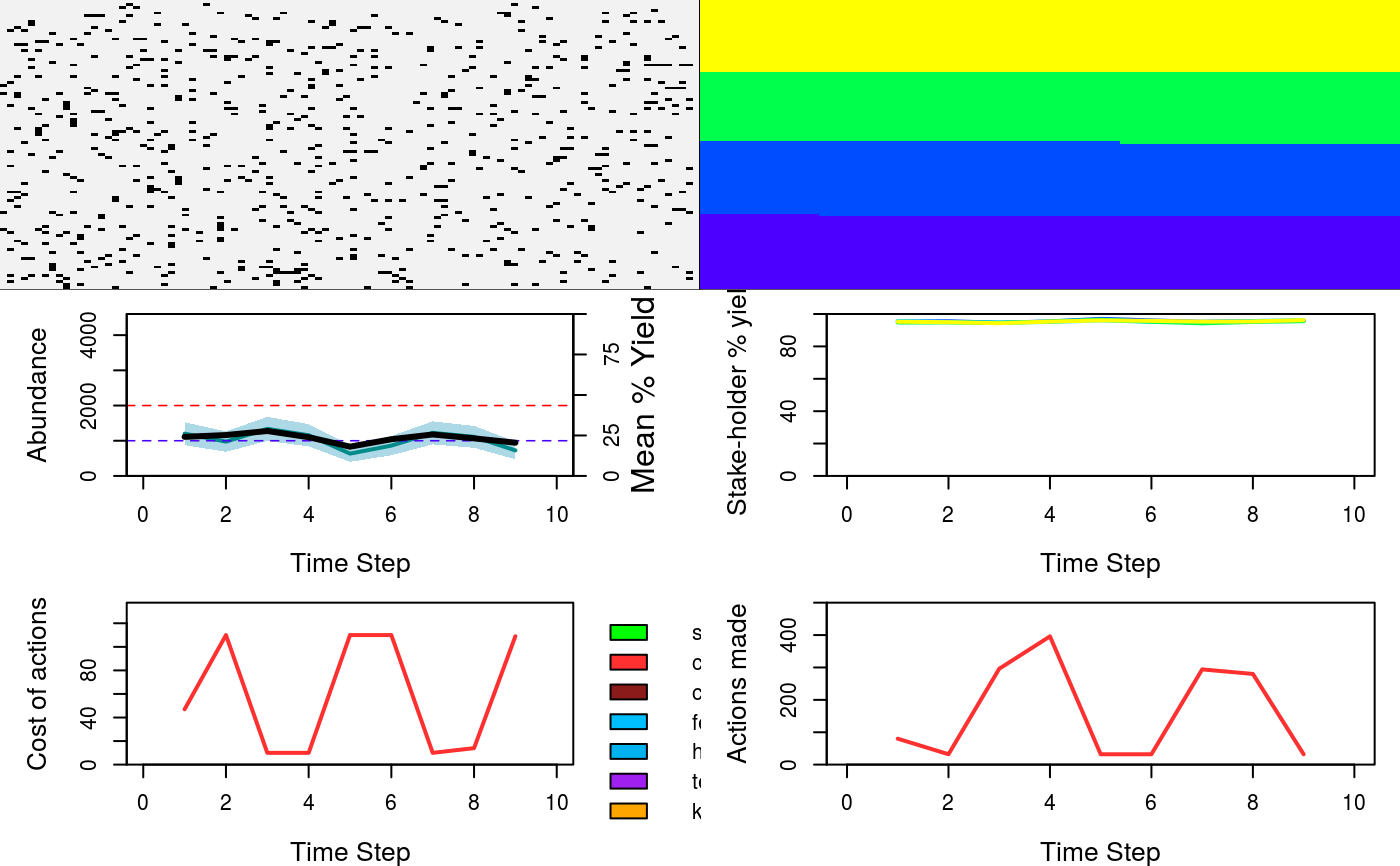 Abundance
0
2000
4000
0
25
75
Mean % Yield
0 2 4 6 8 10
Time Step
Stake-holder % yiel
0
40
80
0 2 4 6 8 10
Time Step
Cost of actions
0
40
80
0 2 4 6 8 10
Time Step
s
c
c
fe
h
te
k
Actions made
0
200
400
0 2 4 6 8 10
Time Step